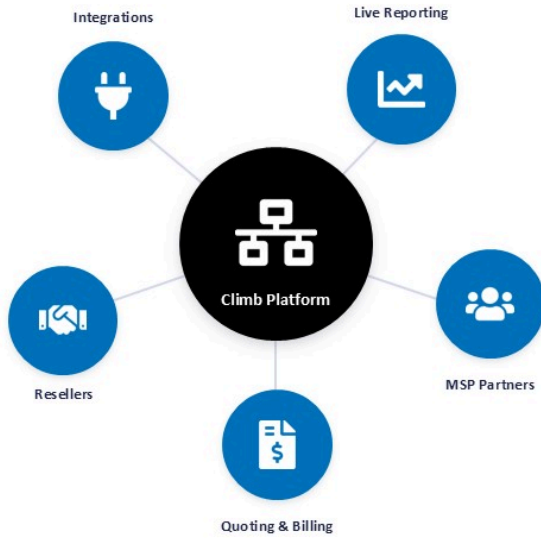 Integrations
Live Reporting
Climb Platform
Resellers
MSP Partners
Quoting & Billing